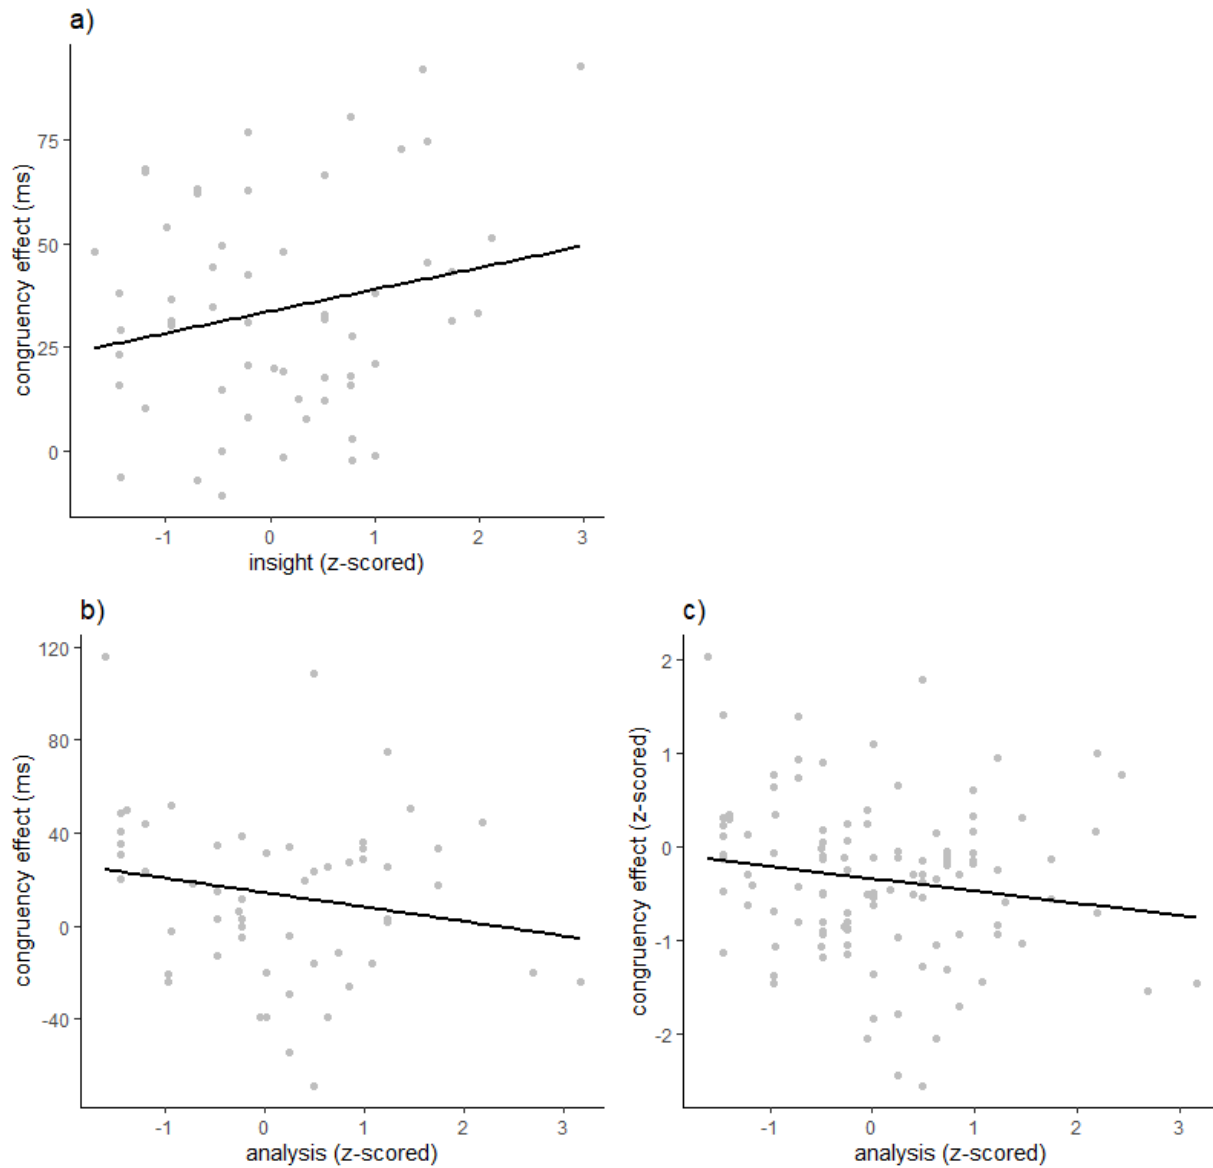 a)
congruency effect (ms)
75
50
25
0
-1 0 1 2 3
insight (z-scored)
b)
congruency effect (ms)
120
80
40
0
-40
-1 0 1 2 3
analysis (z-scored)
c)
congruency effect (z-scored)
2
1
0
-1
-2
-1 0 1 2 3
analysis (z-scored)